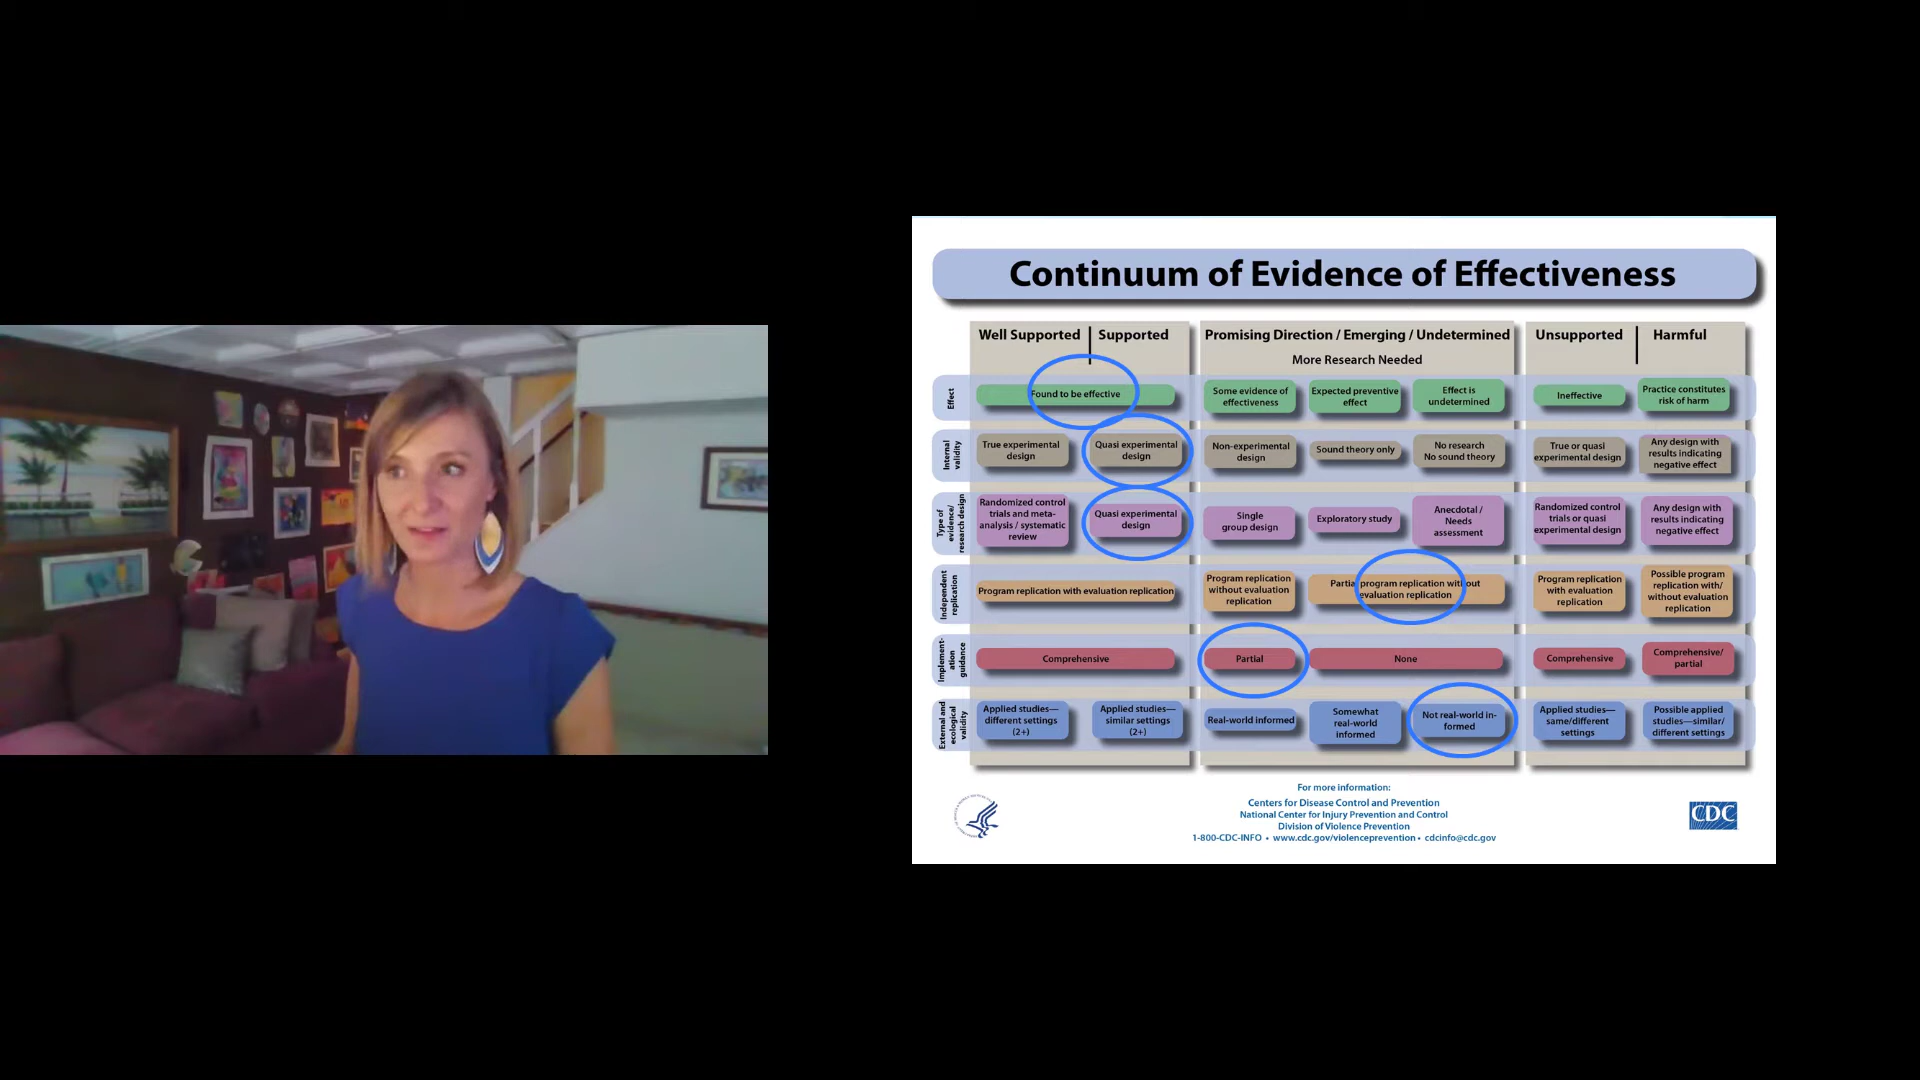 Continuum of Evidence of Effectiveness
Well Supported
Supported
Promising Direction / Emerging / Undetermined
More Research Needed
Unsupported
Harmful
Effect
Found to be effective
Some evidence of
effectiveness
Expected preventive
effect
Effect is
undetermined
Ineffective
Practice constitutes
risk of harm
Internal
validity
True experimental
design
Quasi experimental
design
Non-experimental
design
Sound theory only
No research
No sound theory
True or quasi
experimental design
Any design with
results indicating
negative effect
Type of
evidence/
research design
Randomized control
trials and meta-
analysis / systematic
review
Quasi experimental
design
Single
group design
Exploratory study
Anecdotal /
Needs
assessment
Randomized control
trials or quasi
experimental design
Any design with
results indicating
negative effect
Independent
replication
Program replication with evaluation replication
Program replication
without evaluation
replication
Partial program replication without
evaluation replication
Program replication
with evaluation
replication
Possible program
replication with/
without evaluation
replication
Implement-
ation
guidance
Comprehensive
Partial
None
Comprehensive
Comprehensive/
partial
External and
ecological
validity
Applied studies—
different settings
(2+)
Applied studies—
similar settings
(2+)
Real-world informed
Somewhat
real-world
informed
Not real-world in-
formed
Applied studies—
same/different
settings
Possible applied
studies—similar/
different settings
For more information:
Centers for Disease Control and Prevention
National Center for Injury Prevention and Control
Division of Violence Prevention
1-800-CDC-INFO • www.cdc.gov/violenceprevention • cdcinfo@cdc.gov
CDC